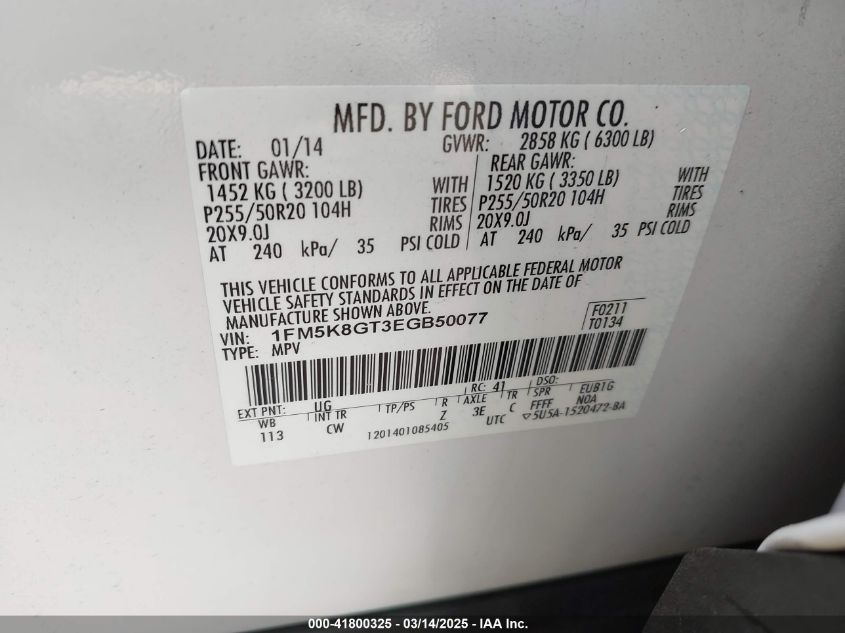 MFD. BY FORD MOTOR CO.
DATE: 01/14 GVWR: 2858 KG ( 6300 LB)
FRONT GAWR: REAR GAWR:
1452 KG ( 3200 LB) WITH 1520 KG ( 3350 LB) WITH
P255/50R20 104H TIRES P255/50R20 104H TIRES
20X9.0J RIMS 20X9.0J RIMS
AT 240 kPa/ 35 PSI COLD AT 240 kPa/ 35 PSI COLD
THIS VEHICLE CONFORMS TO ALL APPLICABLE FEDERAL MOTOR
VEHICLE SAFETY STANDARDS IN EFFECT ON THE DATE OF
MANUFACTURE SHOWN ABOVE.
VIN: 1FM5K8GT3EGB50077 F0211
TYPE: MPV T0134
EXT PNT: UG RC: 41 DSO:
WB INT TR TP/PS R AXLE TR SPR EUB1G
113 CW Z 3E C FFFF N0A
1201401085405 UTC ▽5U5A-1520472-BA
000-41800325 - 03/14/2025 - IAA Inc.